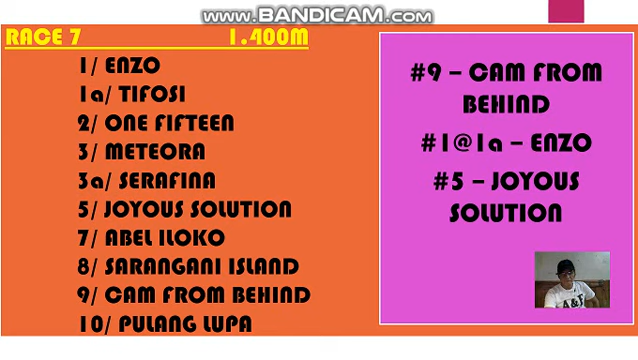 www.BANDICAM.com
RACE 7 1.400M
1/ ENZO
1a/ TIFOSI
2/ ONE FIFTEEN
3/ METEORA
3a/ SERAFINA
5/ JOYOUS SOLUTION
7/ ABEL ILOKO
8/ SARANGANI ISLAND
9/ CAM FROM BEHIND
10/ PULANG LUPA
#9 – CAM FROM
BEHIND
#1@1a – ENZO
#5 – JOYOUS
SOLUTION
A&F